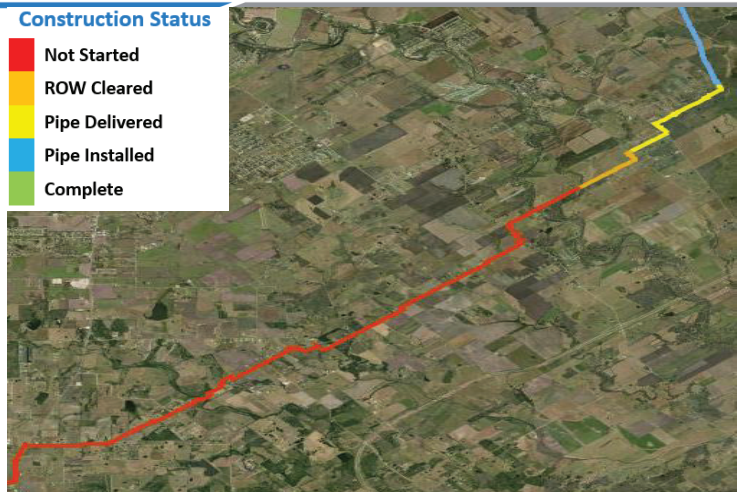 Construction Status
Not Started
ROW Cleared
Pipe Delivered
Pipe Installed
Complete